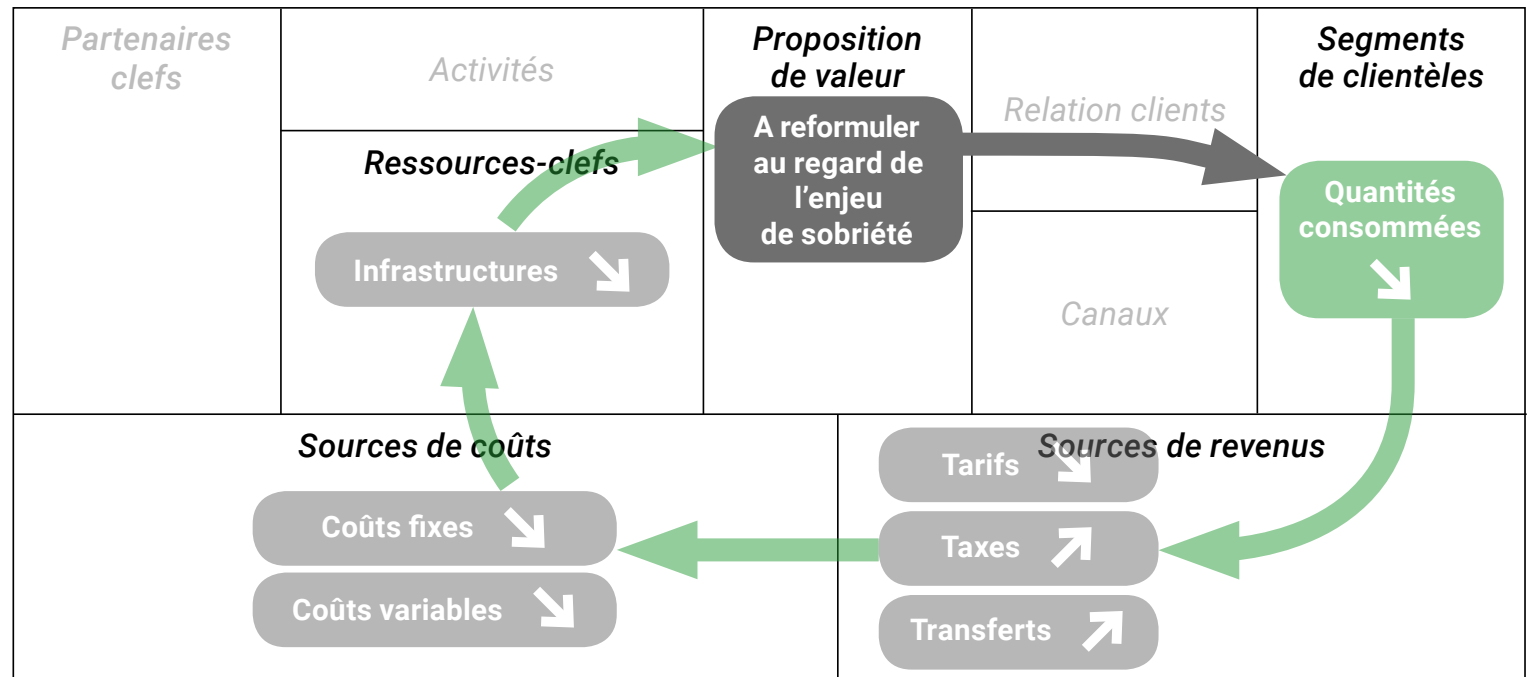 Partenaires
clefs
Activités
Ressources-clefs
Infrastructures
Proposition
de valeur
A reformuler
au regard de
l’enjeu
de sobriété
Relation clients
Canaux
Segments
de clientèles
Quantités
consommées
Sources de coûts
Coûts fixes
Coûts variables
Sources de revenus
Tarifs
Taxes
Transferts